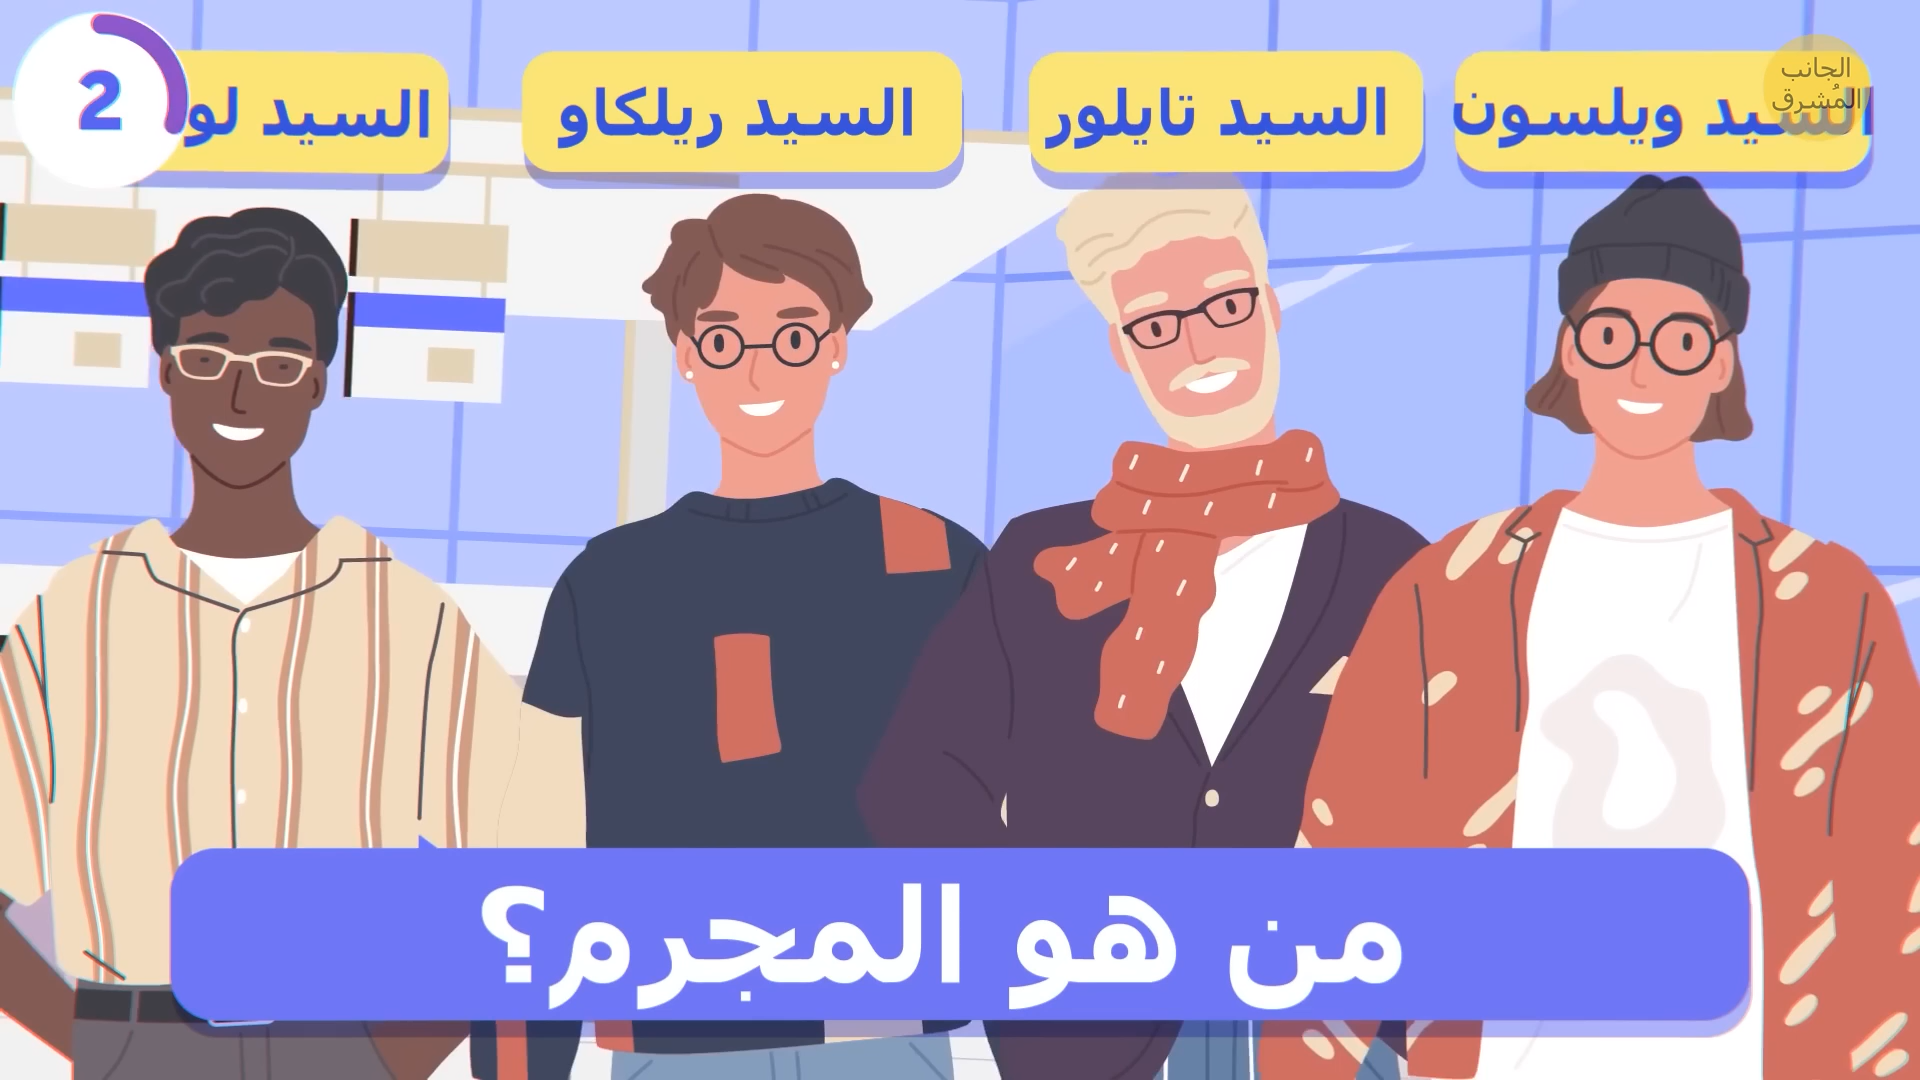 السيد ويلسون
السيد تايلور
السيد ريلكاو
السيد لو
2
الجانب
المُشرق
من هو المجرم؟